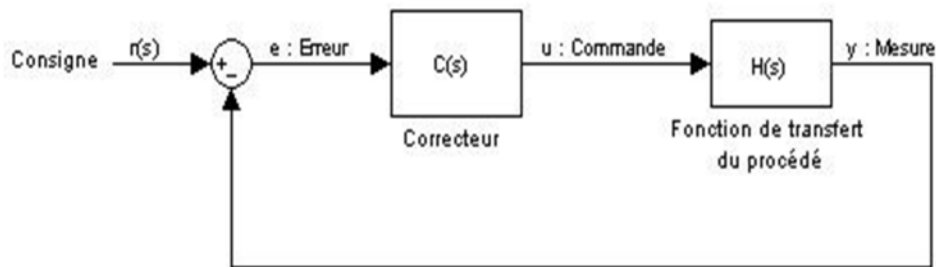 Consigne
r(s)
+
-
e : Erreur
C(s)
Correcteur
u : Commande
H(s)
Fonction de transfert
du procédé
y : Mesure